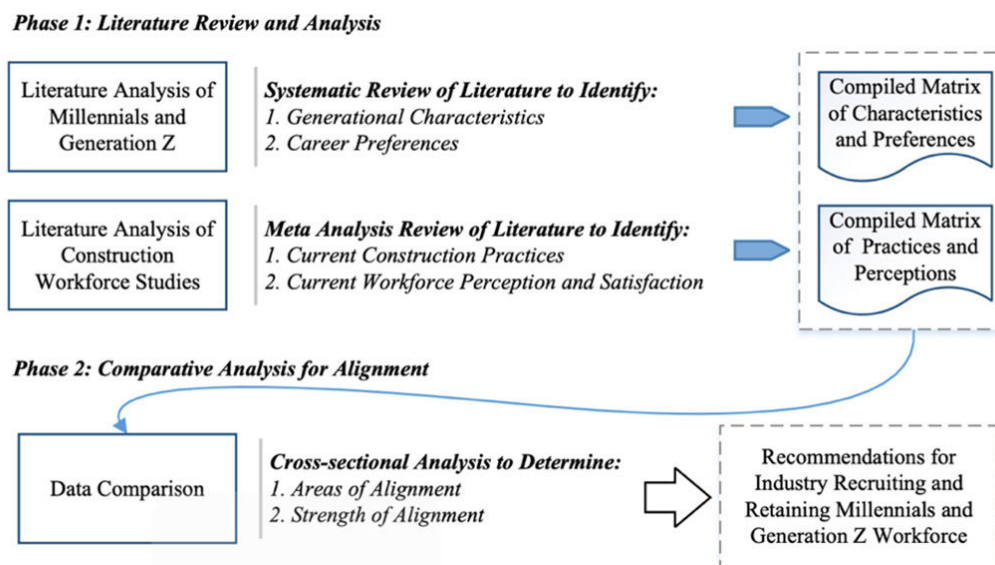 Phase 1: Literature Review and Analysis
Literature Analysis of
Millennials and
Generation Z
Systematic Review of Literature to Identify:
1. Generational Characteristics
2. Career Preferences
Compiled Matrix
of Characteristics
and Preferences
Literature Analysis of
Construction
Workforce Studies
Meta Analysis Review of Literature to Identify:
1. Current Construction Practices
2. Current Workforce Perception and Satisfaction
Compiled Matrix
of Practices and
Perceptions
Phase 2: Comparative Analysis for Alignment
Data Comparison
Cross-sectional Analysis to Determine:
1. Areas of Alignment
2. Strength of Alignment
Recommendations for
Industry Recruiting and
Retaining Millennials and
Generation Z Workforce